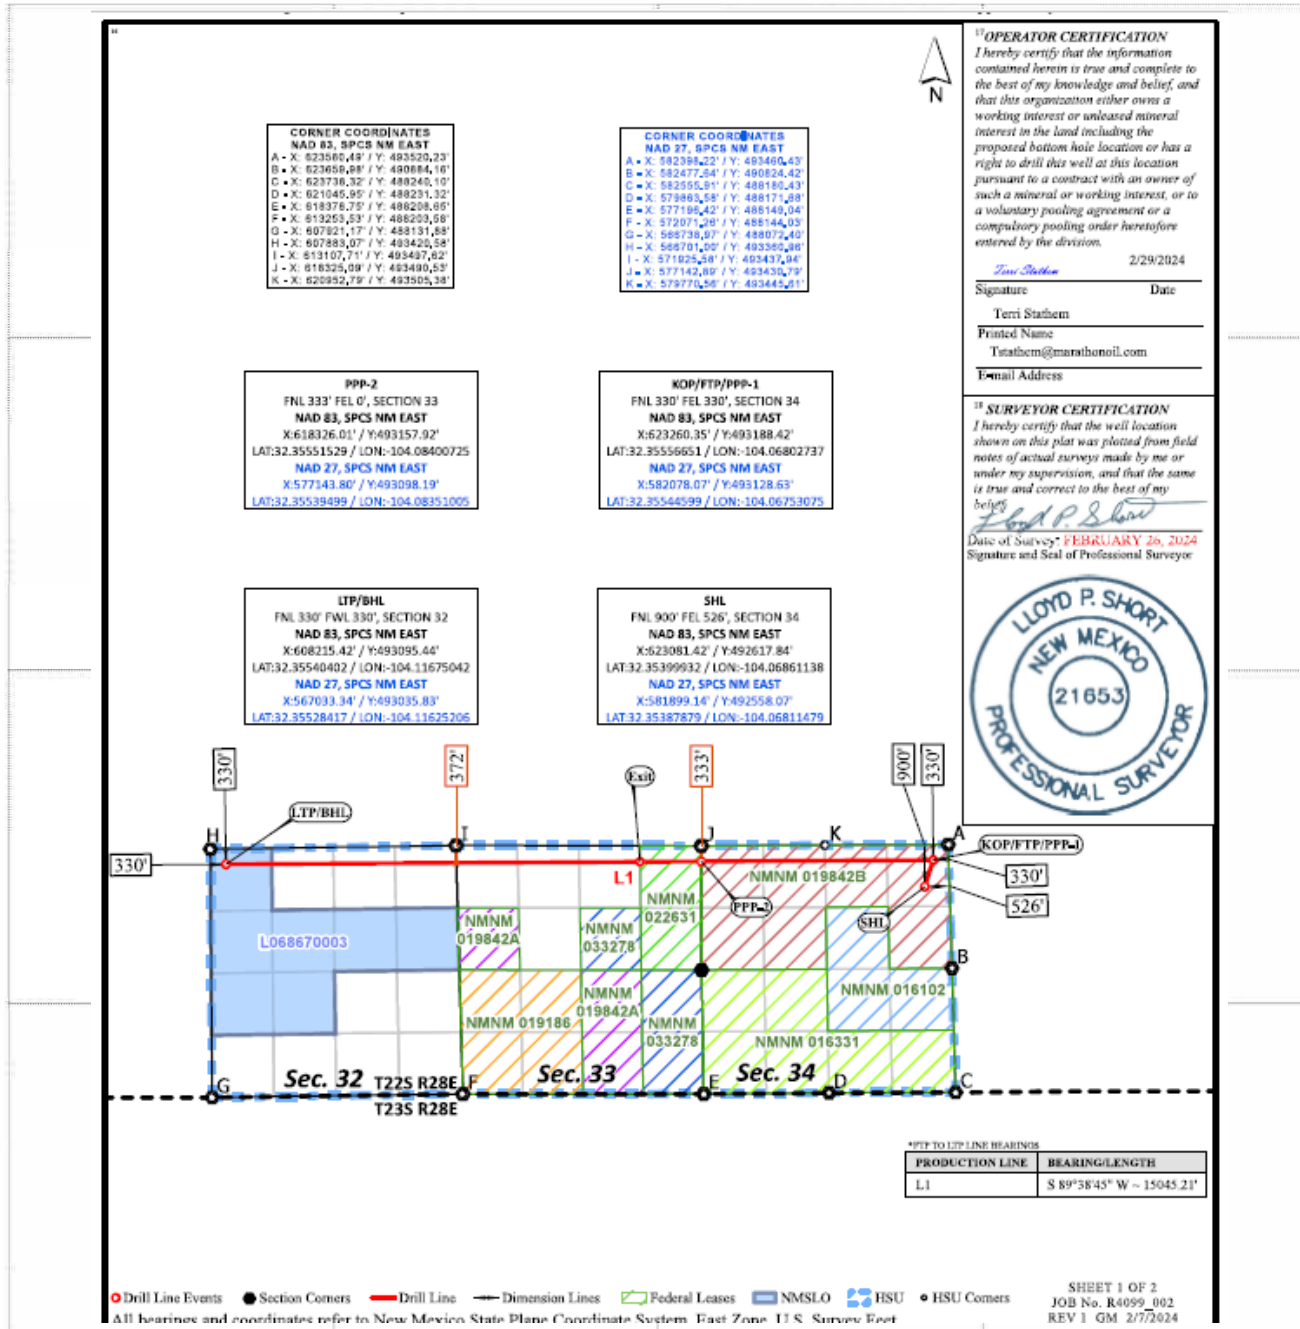 17 OPERATOR CERTIFICATION
I hereby certify that the information
contained herein is true and complete to
the best of my knowledge and belief, and
that this organization either owns a
working interest or unleased mineral
interest in the land including the
proposed bottom hole location or has a
right to drill this well at this location
pursuant to a contract with an owner of
such a mineral or working interest, or to
a voluntary pooling agreement or a
compulsory pooling order heretofore
entered by the division.
Terri Stathem
2/29/2024
Signature Date
Terri Stathem
Printed Name
Tstathem@marathonoil.com
E-mail Address
18 SURVEYOR CERTIFICATION
I hereby certify that the well location
shown on this plat was plotted from field
notes of actual surveys made by me or
under my supervision, and that the same
is true and correct to the best of my
belief.
Lloyd P. Short
Date of Survey: FEBRUARY 26, 2024
Signature and Seal of Professional Surveyor
LLOYD P. SHORT
NEW MEXICO
21653
PROFESSIONAL SURVEYOR
N
CORNER COORDINATES
NAD 83, SPCS NM EAST
A - X: 623580.49' / Y: 493520.23'
B - X: 623659.98' / Y: 490884.16'
C - X: 623738.32' / Y: 488240.10'
D - X: 621045.95' / Y: 488231.32'
E - X: 618378.75' / Y: 488208.65'
F - X: 613253.53' / Y: 488203.58'
G - X: 607921.17' / Y: 488131.88'
H - X: 607883.07' / Y: 493420.58'
I - X: 613107.71' / Y: 493497.62'
J - X: 618325.09' / Y: 493490.53'
K - X: 620952.79' / Y: 493505.38'
CORNER COORDINATES
NAD 27, SPCS NM EAST
A - X: 582398.22' / Y: 493460.43'
B - X: 582477.64' / Y: 490824.42'
C - X: 582555.91' / Y: 488180.43'
D - X: 579863.58' / Y: 488171.68'
E - X: 577196.42' / Y: 488149.04'
F - X: 572071.26' / Y: 488144.03'
G - X: 566738.97' / Y: 488072.40'
H - X: 566701.00' / Y: 493360.96'
I - X: 571925.58' / Y: 493437.94'
J - X: 577142.89' / Y: 493430.79'
K - X: 579770.56' / Y: 493445.61'
PPP-2
FNL 333' FEL 0', SECTION 33
NAD 83, SPCS NM EAST
X:618326.01' / Y:493157.92'
LAT:32.35551529 / LON:-104.08400725
NAD 27, SPCS NM EAST
X:577143.80' / Y:493098.19'
LAT:32.35539499 / LON:-104.08351005
KOP/FTP/PPP-1
FNL 330' FEL 330', SECTION 34
NAD 83, SPCS NM EAST
X:623260.35' / Y:493188.42'
LAT:32.35556651 / LON:-104.06802737
NAD 27, SPCS NM EAST
X:582078.07' / Y:493128.63'
LAT:32.35544599 / LON:-104.06753075
LTP/BHL
FNL 330' FWL 330', SECTION 32
NAD 83, SPCS NM EAST
X:608215.42' / Y:493095.44'
LAT:32.35540402 / LON:-104.11675042
NAD 27, SPCS NM EAST
X:567033.34' / Y:493035.83'
LAT:32.35528417 / LON:-104.11625206
SHL
FNL 900' FEL 526', SECTION 34
NAD 83, SPCS NM EAST
X:623081.42' / Y:492617.84'
LAT:32.35399932 / LON:-104.06861138
NAD 27, SPCS NM EAST
X:581899.14' / Y:492558.07'
LAT:32.35387879 / LON:-104.06811479
330' 372' Exit 333' 900' 330'
LTP/BHL
H I J K A
KOP/FTP/PPP-1
330'
L1
NMNM 019842B
330'
PPP-2
526'
SHL
NMNM
022631
NMNM
019842A
NMNM
033278
L068670003
B
NMNM
019842A
NMNM 016102
NMNM 019186
NMNM
033278
NMNM 016331
Sec. 32 T22S R28E Sec. 33 Sec. 34
G F E D C
T23S R28E
*FTP TO LTP LINE BEARINGS
PRODUCTION LINE BEARING/LENGTH
L1 S 89°38'45" W ~ 15045.21'
Drill Line Events Section Corners Drill Line Dimension Lines Federal Leases NMSLO HSU HSU Corners
All bearings and coordinates refer to New Mexico State Plane Coordinate System, East Zone, U.S. Survey Feet
SHEET 1 OF 2
JOB No. R4099_002
REV 1 GM 2/7/2024